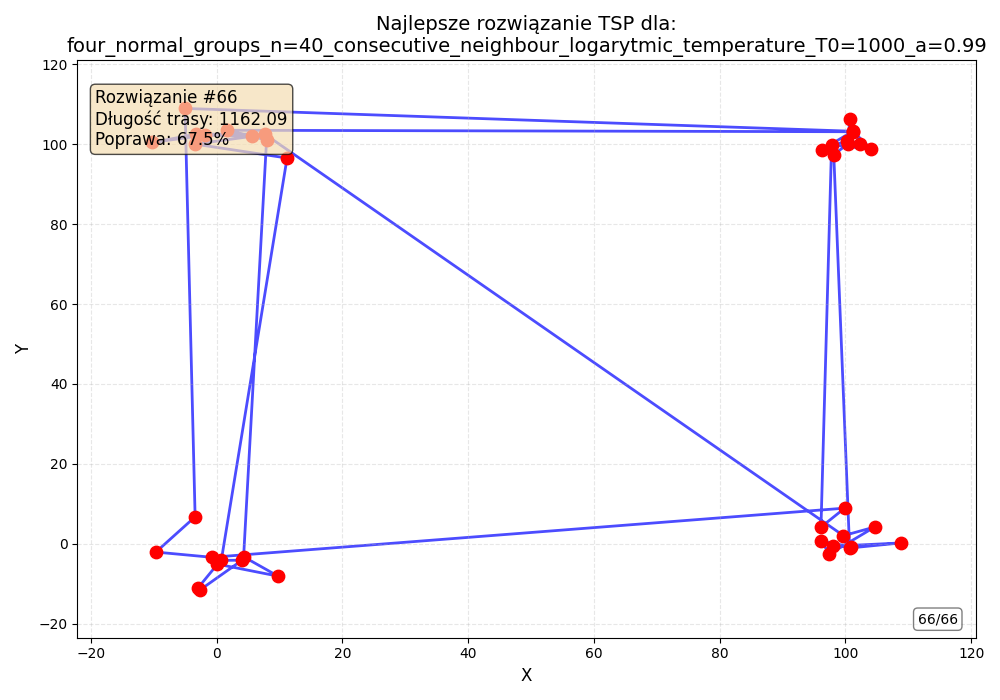 Najlepsze rozwiązanie TSP dla:
four_normal_groups_n=40_consecutive_neighbour_logarytmic_temperature_T0=1000_a=0.99
Rozwiązanie #66
Długość trasy: 1162.09
Poprawa: 67.5%
120
100
80
60
40
20
0
−20
Y
66/66
−20
0
20
40
60
80
100
120
X